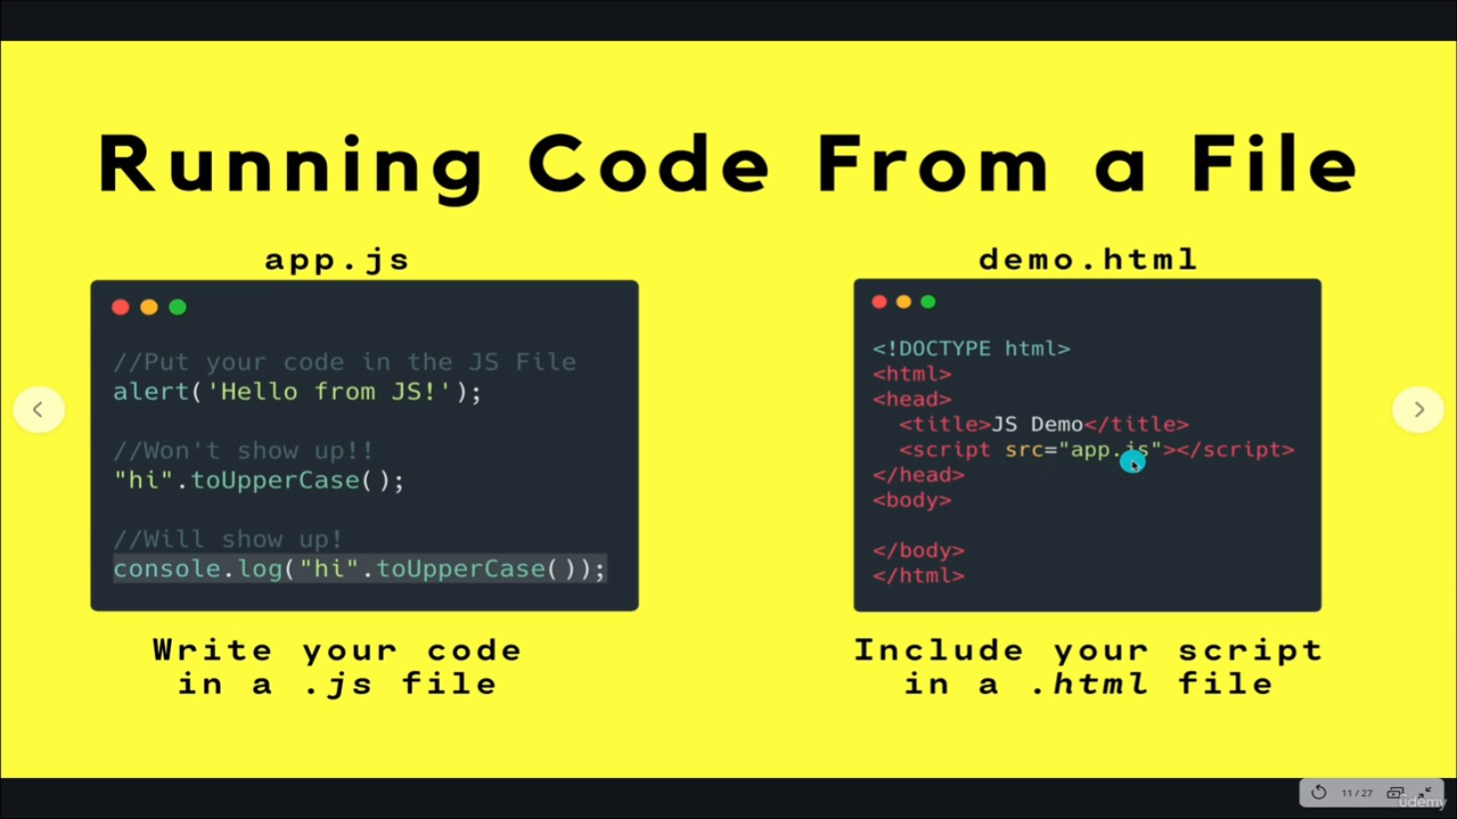 Running Code From a File
app.js
//Put your code in the JS File
alert('Hello from JS!');
//Won't show up!!
"hi".toUpperCase();
//Will show up!
console.log("hi".toUpperCase());
Write your code
in a .js file
demo.html
<!DOCTYPE html>
<html>
<head>
<title>JS Demo</title>
<script src="app.js"></script>
</head>
<body>
</body>
</html>
Include your script
in a .html file
11 / 27
ûdemy